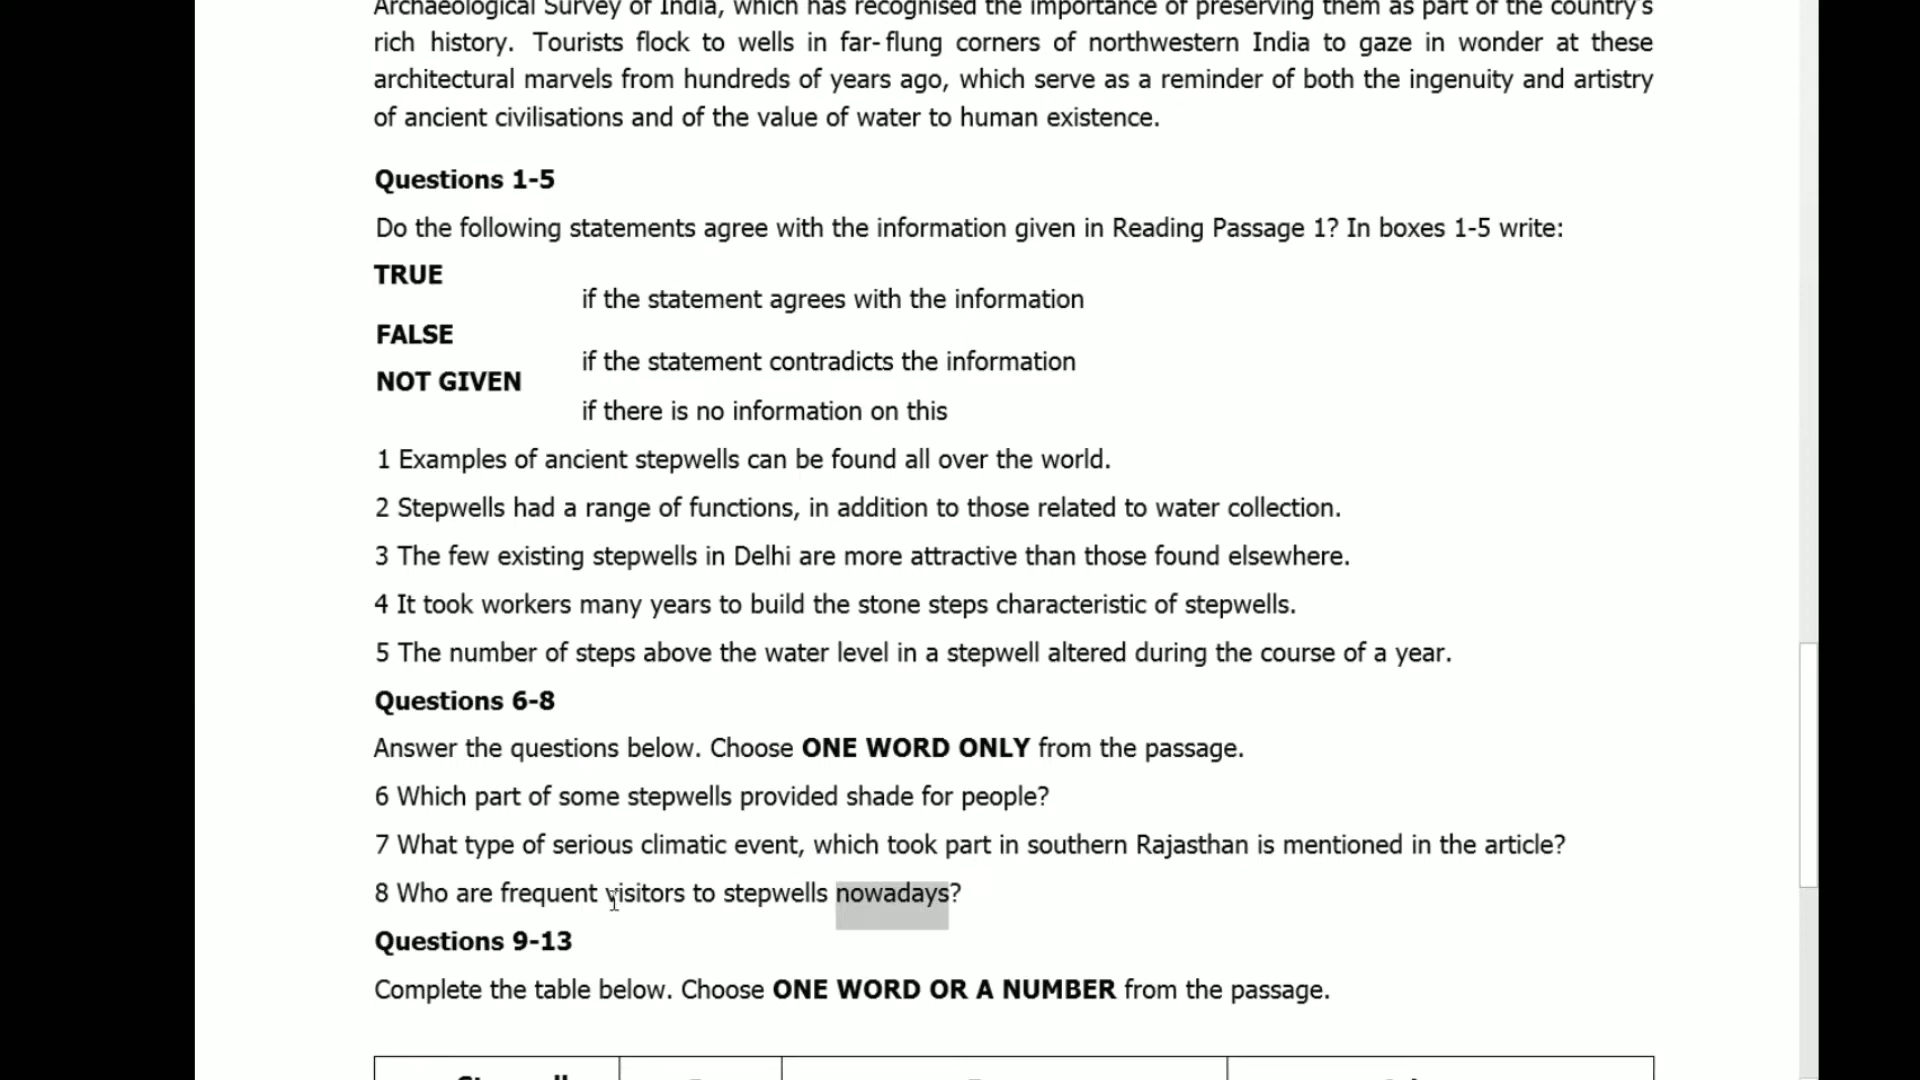 Archaeological Survey of India, which has recognised the importance of preserving them as part of the country's
rich history. Tourists flock to wells in far-flung corners of northwestern India to gaze in wonder at these
architectural marvels from hundreds of years ago, which serve as a reminder of both the ingenuity and artistry
of ancient civilisations and of the value of water to human existence.
Questions 1-5
Do the following statements agree with the information given in Reading Passage 1? In boxes 1-5 write:
TRUE
if the statement agrees with the information
FALSE
if the statement contradicts the information
NOT GIVEN
if there is no information on this
1 Examples of ancient stepwells can be found all over the world.
2 Stepwells had a range of functions, in addition to those related to water collection.
3 The few existing stepwells in Delhi are more attractive than those found elsewhere.
4 It took workers many years to build the stone steps characteristic of stepwells.
5 The number of steps above the water level in a stepwell altered during the course of a year.
Questions 6-8
Answer the questions below. Choose ONE WORD ONLY from the passage.
6 Which part of some stepwells provided shade for people?
7 What type of serious climatic event, which took part in southern Rajasthan is mentioned in the article?
8 Who are frequent visitors to stepwells nowadays?
Questions 9-13
Complete the table below. Choose ONE WORD OR A NUMBER from the passage.